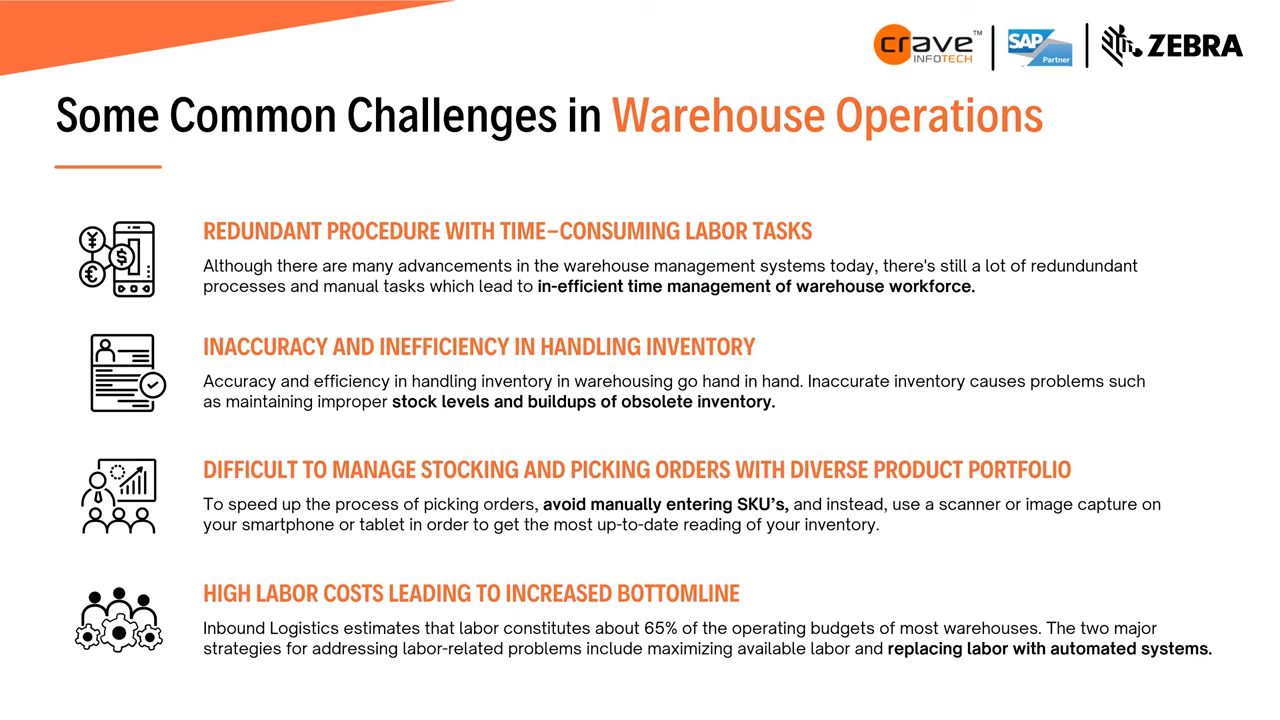 crave™
INFOTECH
SAP
Partner
ZEBRA
Some Common Challenges in Warehouse Operations
REDUNDANT PROCEDURE WITH TIME–CONSUMING LABOR TASKS
Although there are many advancements in the warehouse management systems today, there's still a lot of redundundant
processes and manual tasks which lead to in-efficient time management of warehouse workforce.
INACCURACY AND INEFFICIENCY IN HANDLING INVENTORY
Accuracy and efficiency in handling inventory in warehousing go hand in hand. Inaccurate inventory causes problems such
as maintaining improper stock levels and buildups of obsolete inventory.
DIFFICULT TO MANAGE STOCKING AND PICKING ORDERS WITH DIVERSE PRODUCT PORTFOLIO
To speed up the process of picking orders, avoid manually entering SKU’s, and instead, use a scanner or image capture on
your smartphone or tablet in order to get the most up-to-date reading of your inventory.
HIGH LABOR COSTS LEADING TO INCREASED BOTTOMLINE
Inbound Logistics estimates that labor constitutes about 65% of the operating budgets of most warehouses. The two major
strategies for addressing labor-related problems include maximizing available labor and replacing labor with automated systems.
¥
$
€